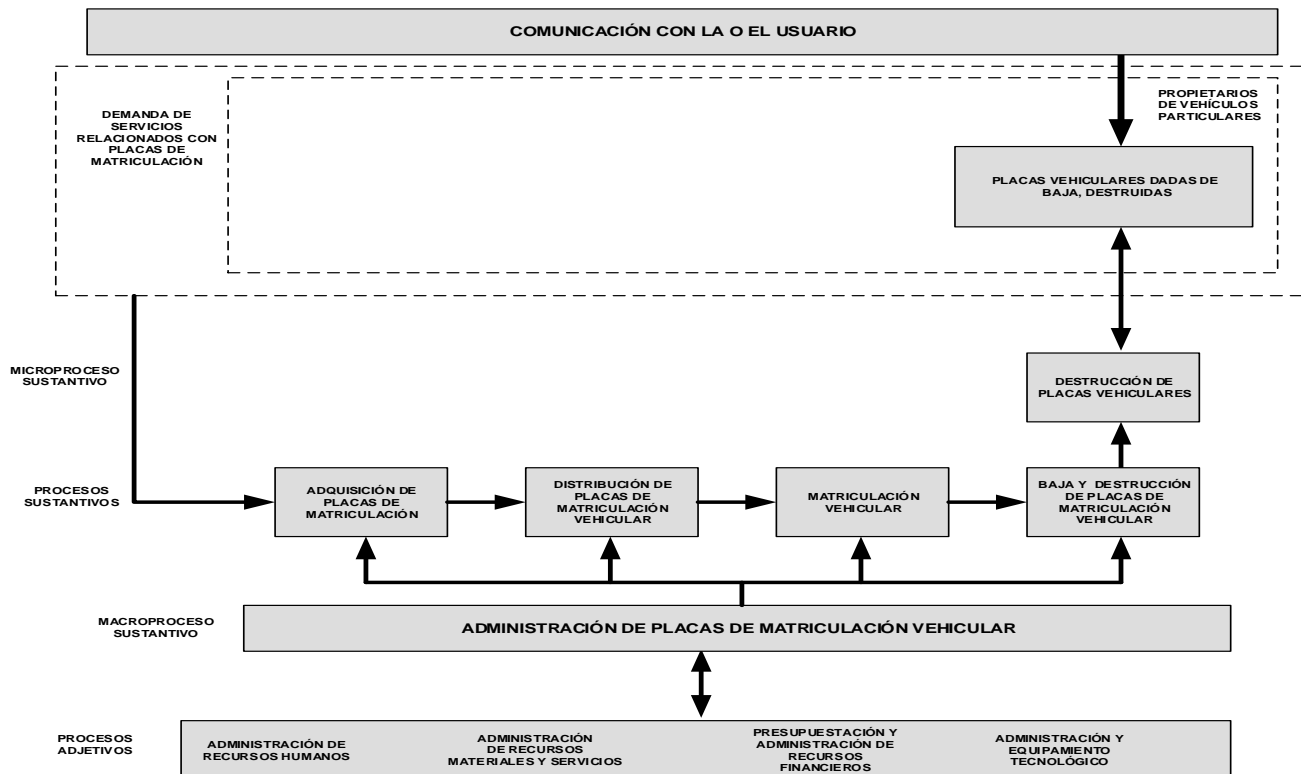 COMUNICACIÓN CON LA O EL USUARIO
DEMANDA DE
SERVICIOS
RELACIONADOS CON
PLACAS DE
MATRICULACIÓN
PROPIETARIOS
DE VEHÍCULOS
PARTICULARES
PLACAS VEHICULARES DADAS DE
BAJA, DESTRUIDAS
MICROPROCESO
SUSTANTIVO
DESTRUCCIÓN DE
PLACAS VEHICULARES
PROCESOS
SUSTANTIVOS
ADQUISICIÓN DE
PLACAS DE
MATRICULACIÓN
DISTRIBUCIÓN DE
PLACAS DE
MATRICULACIÓN
VEHICULAR
MATRICULACIÓN
VEHICULAR
BAJA Y DESTRUCCIÓN
DE PLACAS DE
MATRICULACIÓN
VEHICULAR
MACROPROCESO
SUSTANTIVO
ADMINISTRACIÓN DE PLACAS DE MATRICULACIÓN VEHICULAR
PROCESOS
ADJETIVOS
ADMINISTRACIÓN DE
RECURSOS HUMANOS
ADMINISTRACIÓN
DE RECURSOS
MATERIALES Y SERVICIOS
PRESUPUESTACIÓN Y
ADMINISTRACIÓN DE
RECURSOS
FINANCIEROS
ADMINISTRACIÓN Y
EQUIPAMIENTO
TECNOLÓGICO